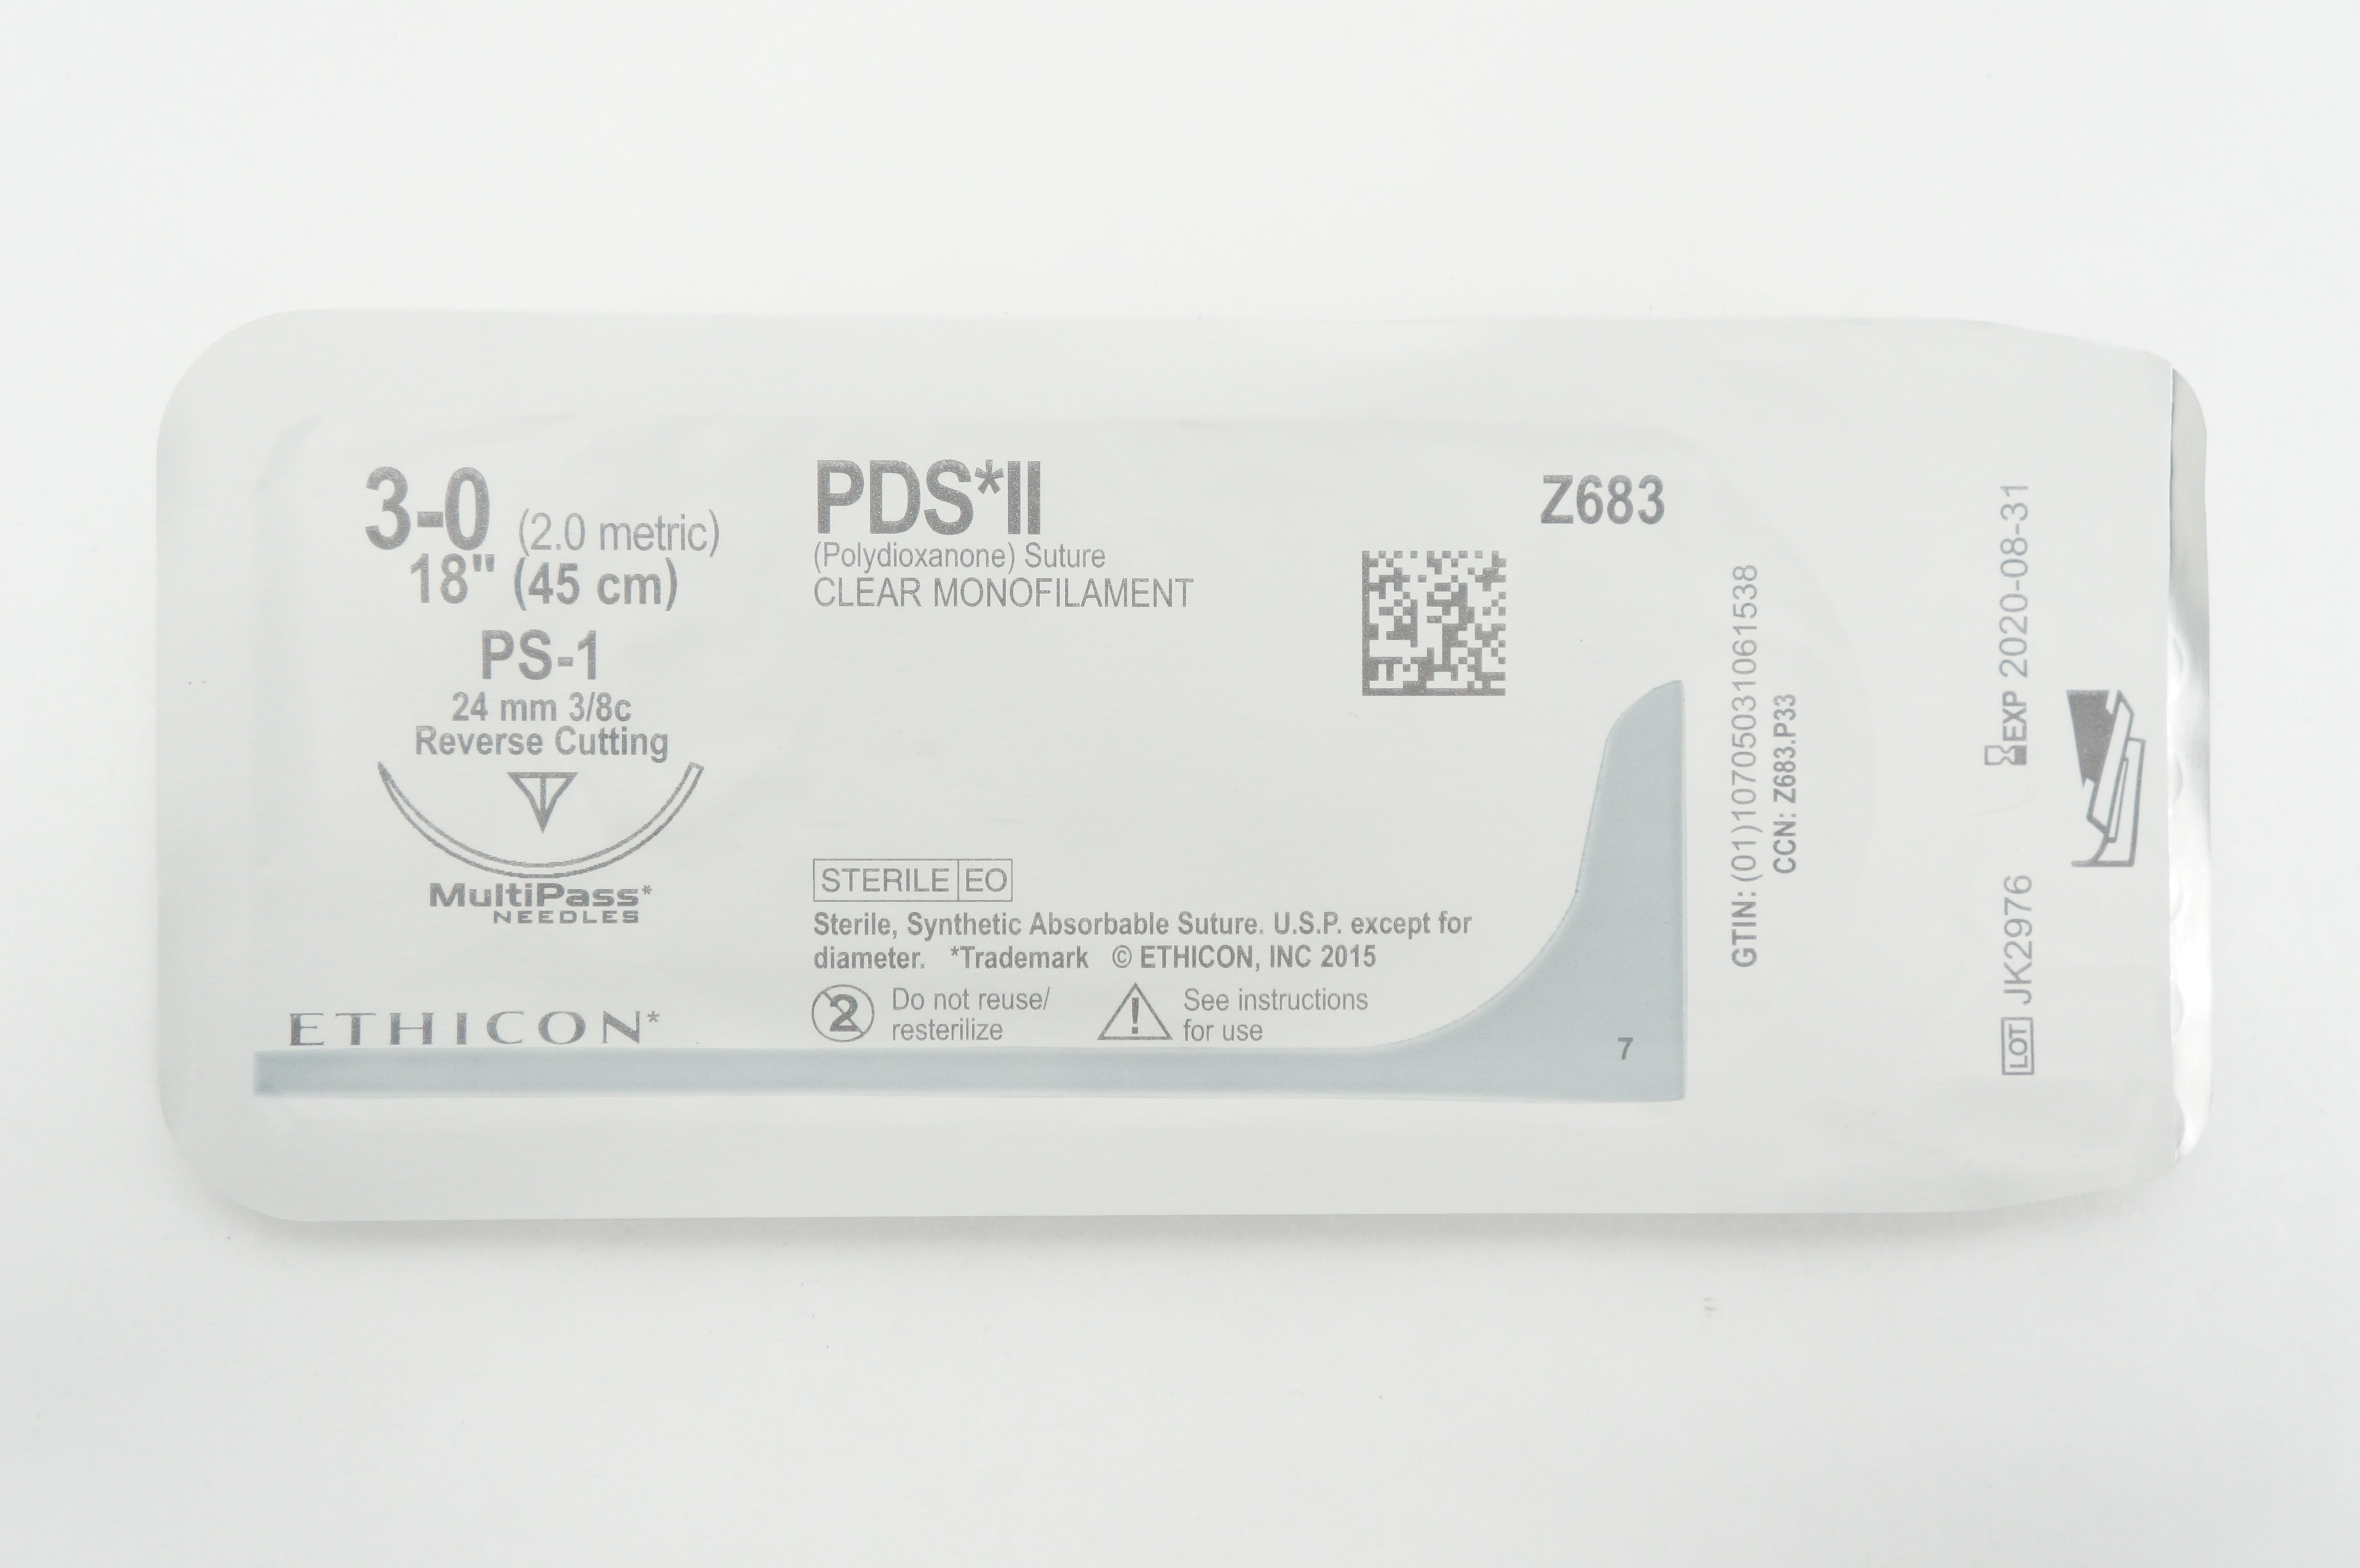 3-0 (2.0 metric)
18" (45 cm)
PS-1
24 mm 3/8c
Reverse Cutting
MultiPass*
NEEDLES
ETHICON*
PDS*II
(Polydioxanone) Suture
CLEAR MONOFILAMENT
STERILE EO
Sterile, Synthetic Absorbable Suture. U.S.P. except for
diameter. *Trademark © ETHICON, INC 2015
2 Do not reuse/
resterilize
! See instructions
for use
Z683
7
GTIN: (01)10705031061538
CCN: Z683.P33
EXP 2020-08-31
LOT JK2976